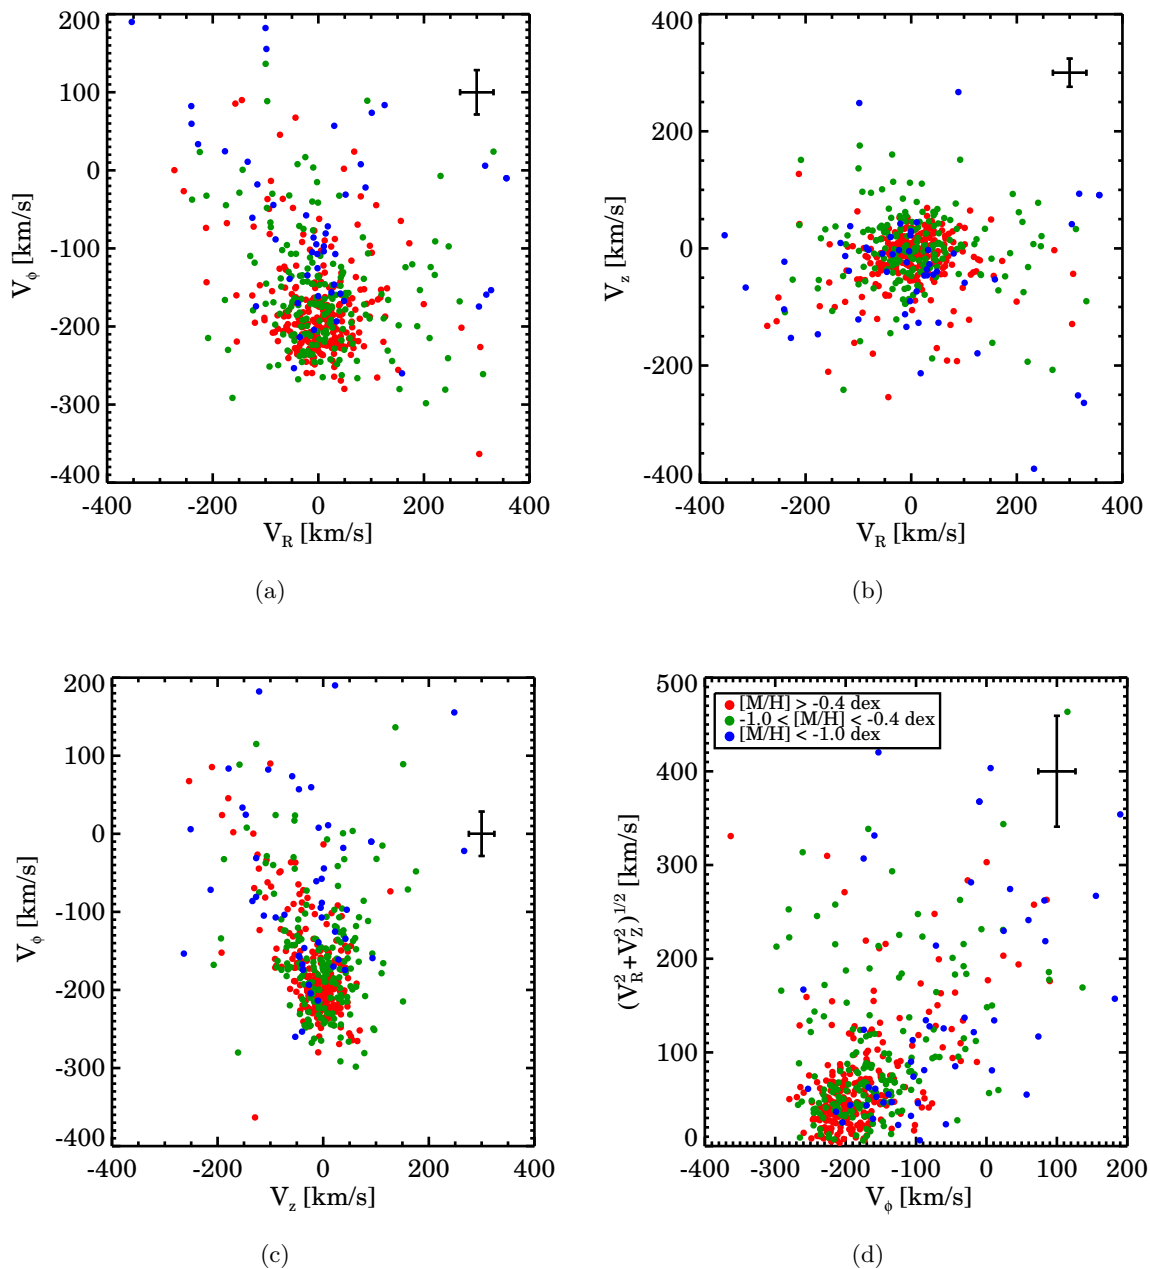 200
100
0
-100
-200
-300
-400
V_ϕ [km/s]
-400 -200 0 200 400
V_R [km/s]
(a)
400
200
0
-200
-400
V_z [km/s]
-400 -200 0 200 400
V_R [km/s]
(b)
200
100
0
-100
-200
-300
-400
V_ϕ [km/s]
-400 -200 0 200 400
V_z [km/s]
(c)
500
400
300
200
100
0
(V_R^2+V_Z^2)^1/2 [km/s]
[M/H] > -0.4 dex
-1.0 < [M/H] < -0.4 dex
[M/H] < -1.0 dex
-400 -300 -200 -100 0 100 200
V_ϕ [km/s]
(d)